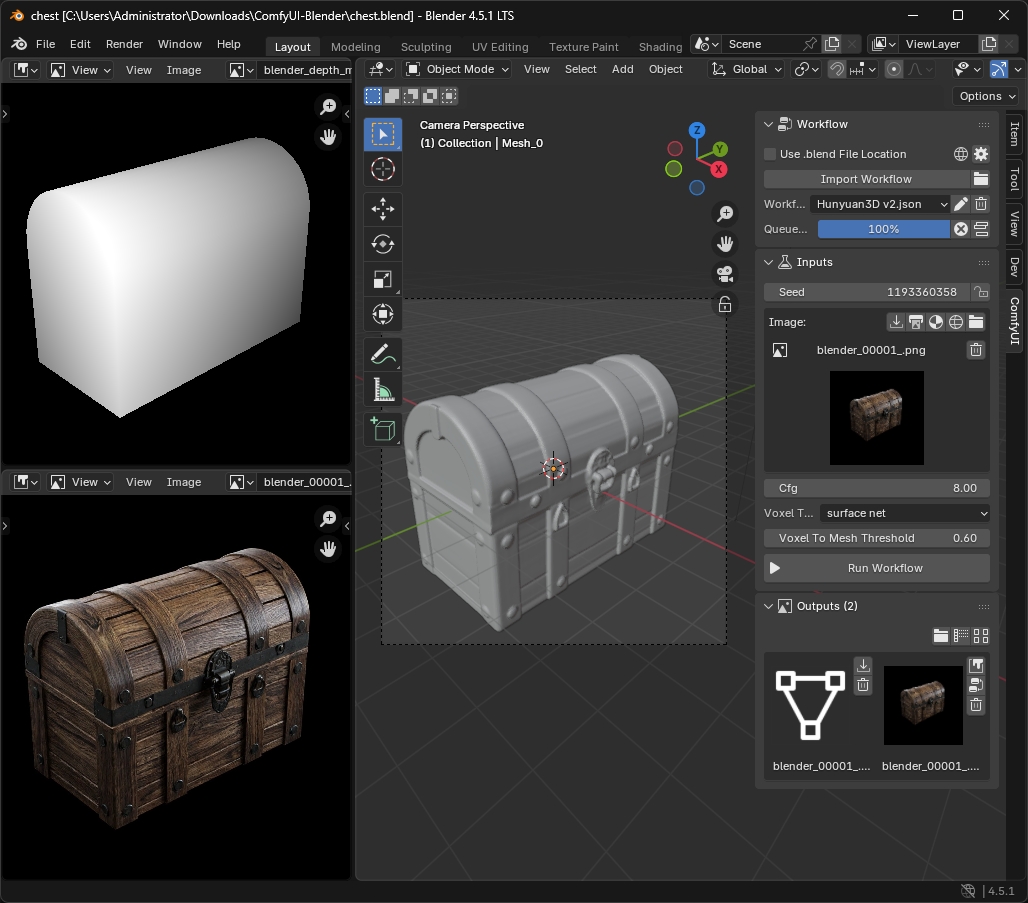 chest [C:\Users\Administrator\Downloads\ComfyUI-Blender\chest.blend] - Blender 4.5.1 LTS
File Edit Render Window Help Layout Modeling Sculpting UV Editing Texture Paint Shading Scene ViewLayer
View View Image blender_depth_m
Object Mode View Select Add Object Global
Options
Camera Perspective
(1) Collection | Mesh_0
Z
Y
X
Workflow
Use .blend File Location
Import Workflow
Workf... Hunyuan3D v2.json
Queue... 100%
Inputs
Seed 1193360358
Image:
blender_00001_.png
Cfg 8.00
Voxel T... surface net
Voxel To Mesh Threshold 0.60
Run Workflow
Outputs (2)
blender_00001_.... blender_00001_....
Item
Tool
View
Dev
ComfyUI
View View Image blender_00001_.
4.5.1